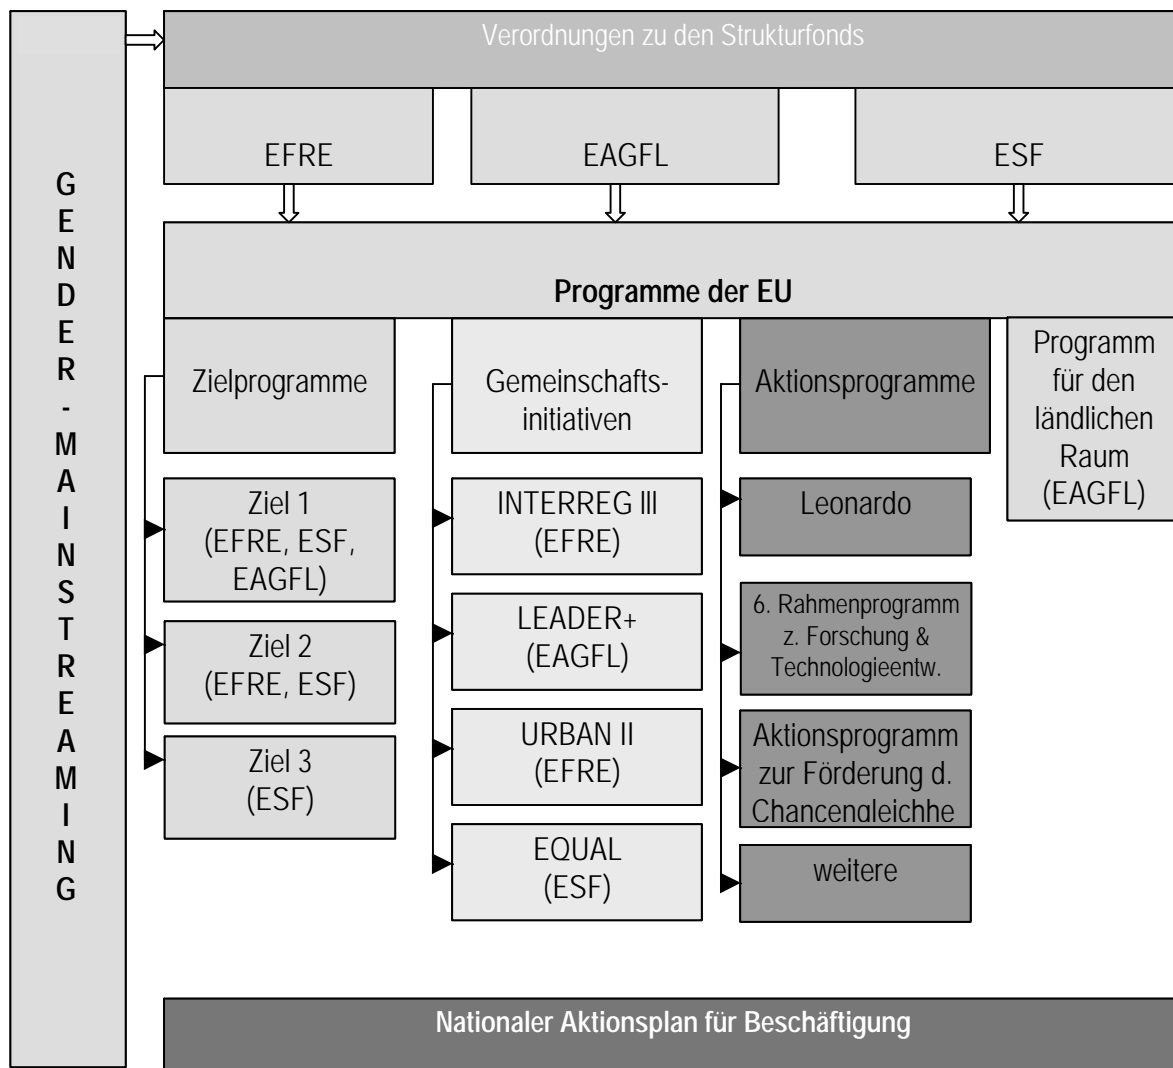 GENDER-MAINSTREAMING
Verordnungen zu den Strukturfonds
EFRE
EAGFL
ESF
Programme der EU
Zielprogramme
Ziel 1
(EFRE, ESF,
EAGFL)
Ziel 2
(EFRE, ESF)
Ziel 3
(ESF)
Gemeinschafts-
initiativen
INTERREG III
(EFRE)
LEADER+
(EAGFL)
URBAN II
(EFRE)
EQUAL
(ESF)
Aktionsprogramme
Leonardo
6. Rahmenprogramm
z. Forschung &
Technologieentw.
Aktionsprogramm
zur Förderung d.
Chancengleichhe
weitere
Programm
für den
ländlichen
Raum
(EAGFL)
Nationaler Aktionsplan für Beschäftigung